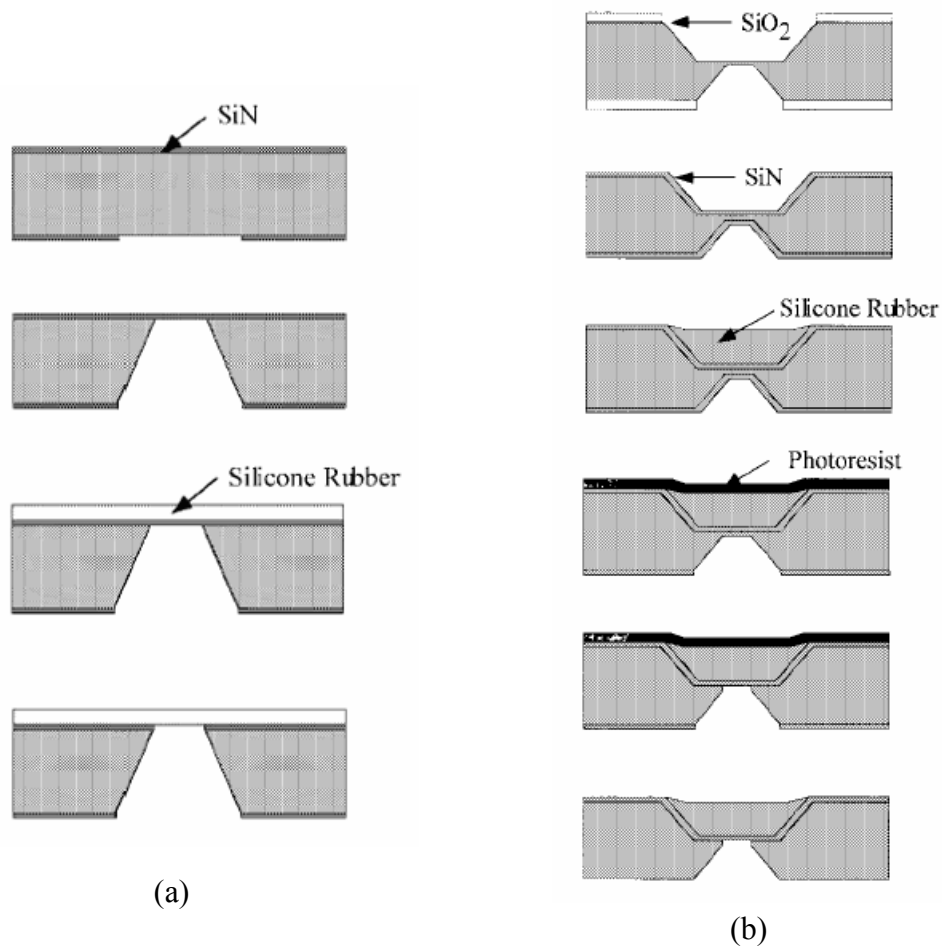 SiN
Silicone Rubber
(a)
SiO₂
SiN
Silicone Rubber
Photoresist
(b)